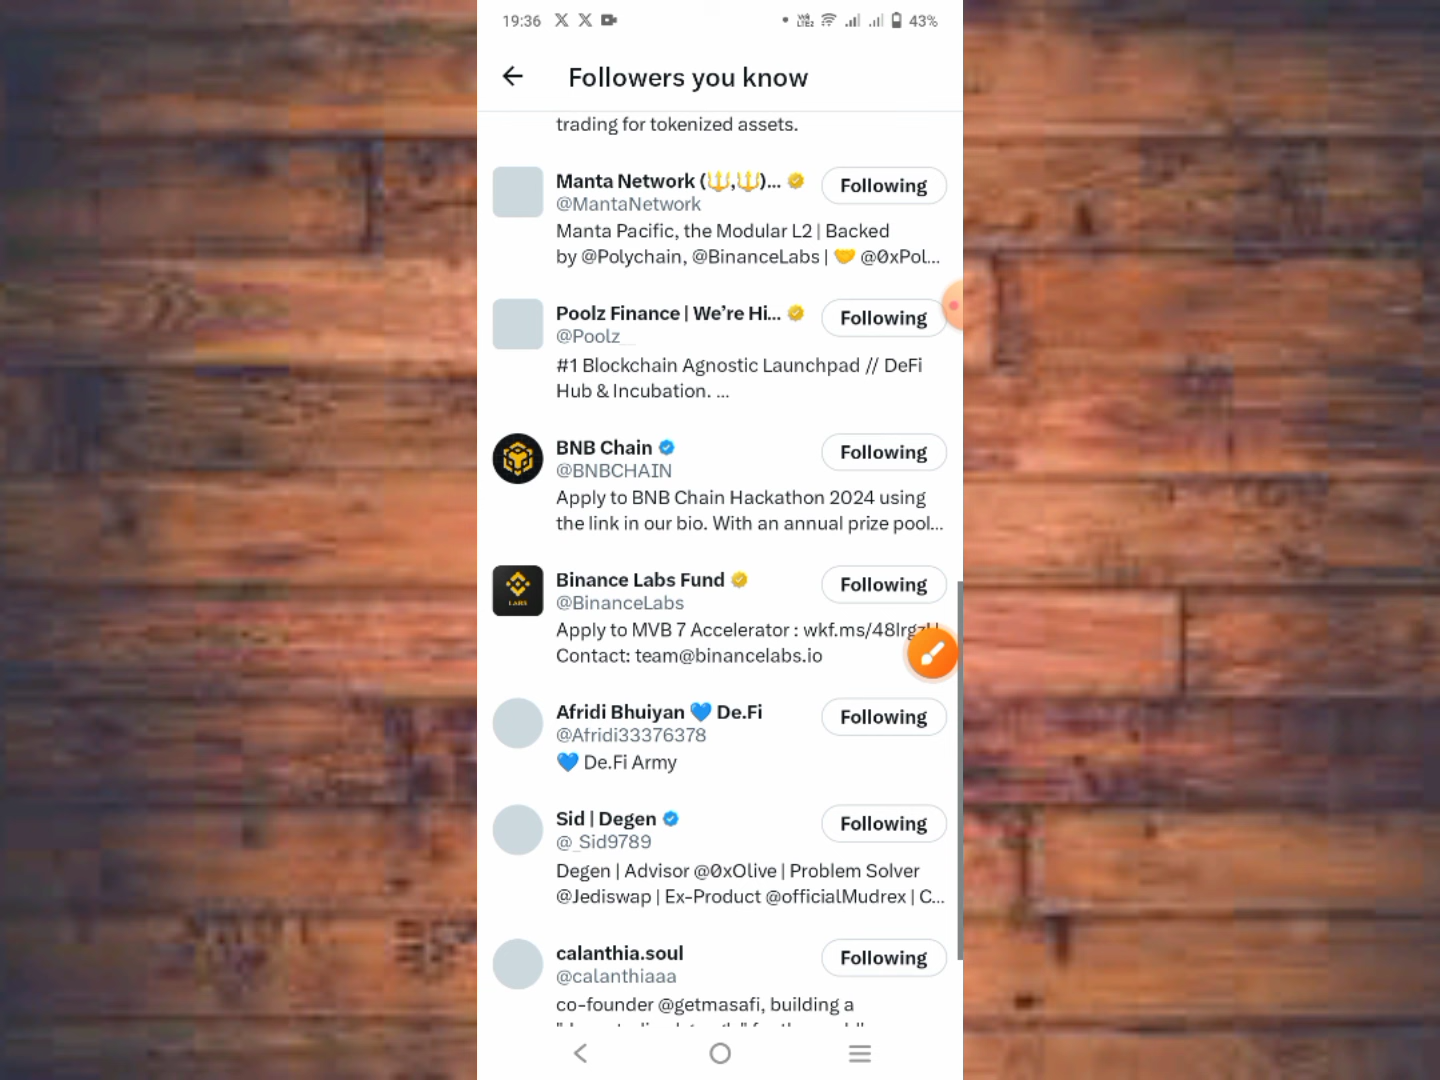 19:36
43%
Followers you know
trading for tokenized assets.
Manta Network (🔱,🔱)...
Following
@MantaNetwork
Manta Pacific, the Modular L2 | Backed
by @Polychain, @BinanceLabs | 🤝 @0xPol...
Poolz Finance | We’re Hi...
Following
@Poolz__
#1 Blockchain Agnostic Launchpad // DeFi
Hub & Incubation. ...
BNB Chain
Following
@BNBCHAIN
Apply to BNB Chain Hackathon 2024 using
the link in our bio. With an annual prize pool...
Binance Labs Fund
Following
@BinanceLabs
LABS
Apply to MVB 7 Accelerator :
Contact: team@binancelabs.io
Afridi Bhuiyan 💙 De.Fi
Following
@Afridi33376378
💙 De.Fi Army
Sid | Degen
Following
@_Sid9789
Degen | Advisor @0xOlive | Problem Solver
@Jediswap | Ex-Product @officialMudrex | C...
calanthia.soul
Following
@calanthiaaa
co-founder @getmasafi, building a